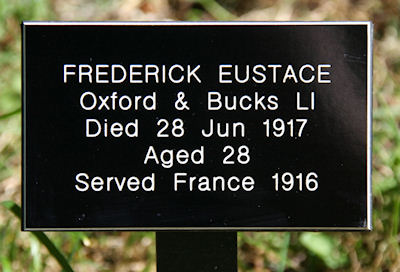 FREDERICK EUSTACE
Oxford & Bucks LI
Died 28 Jun 1917
Aged 28
Served France 1916